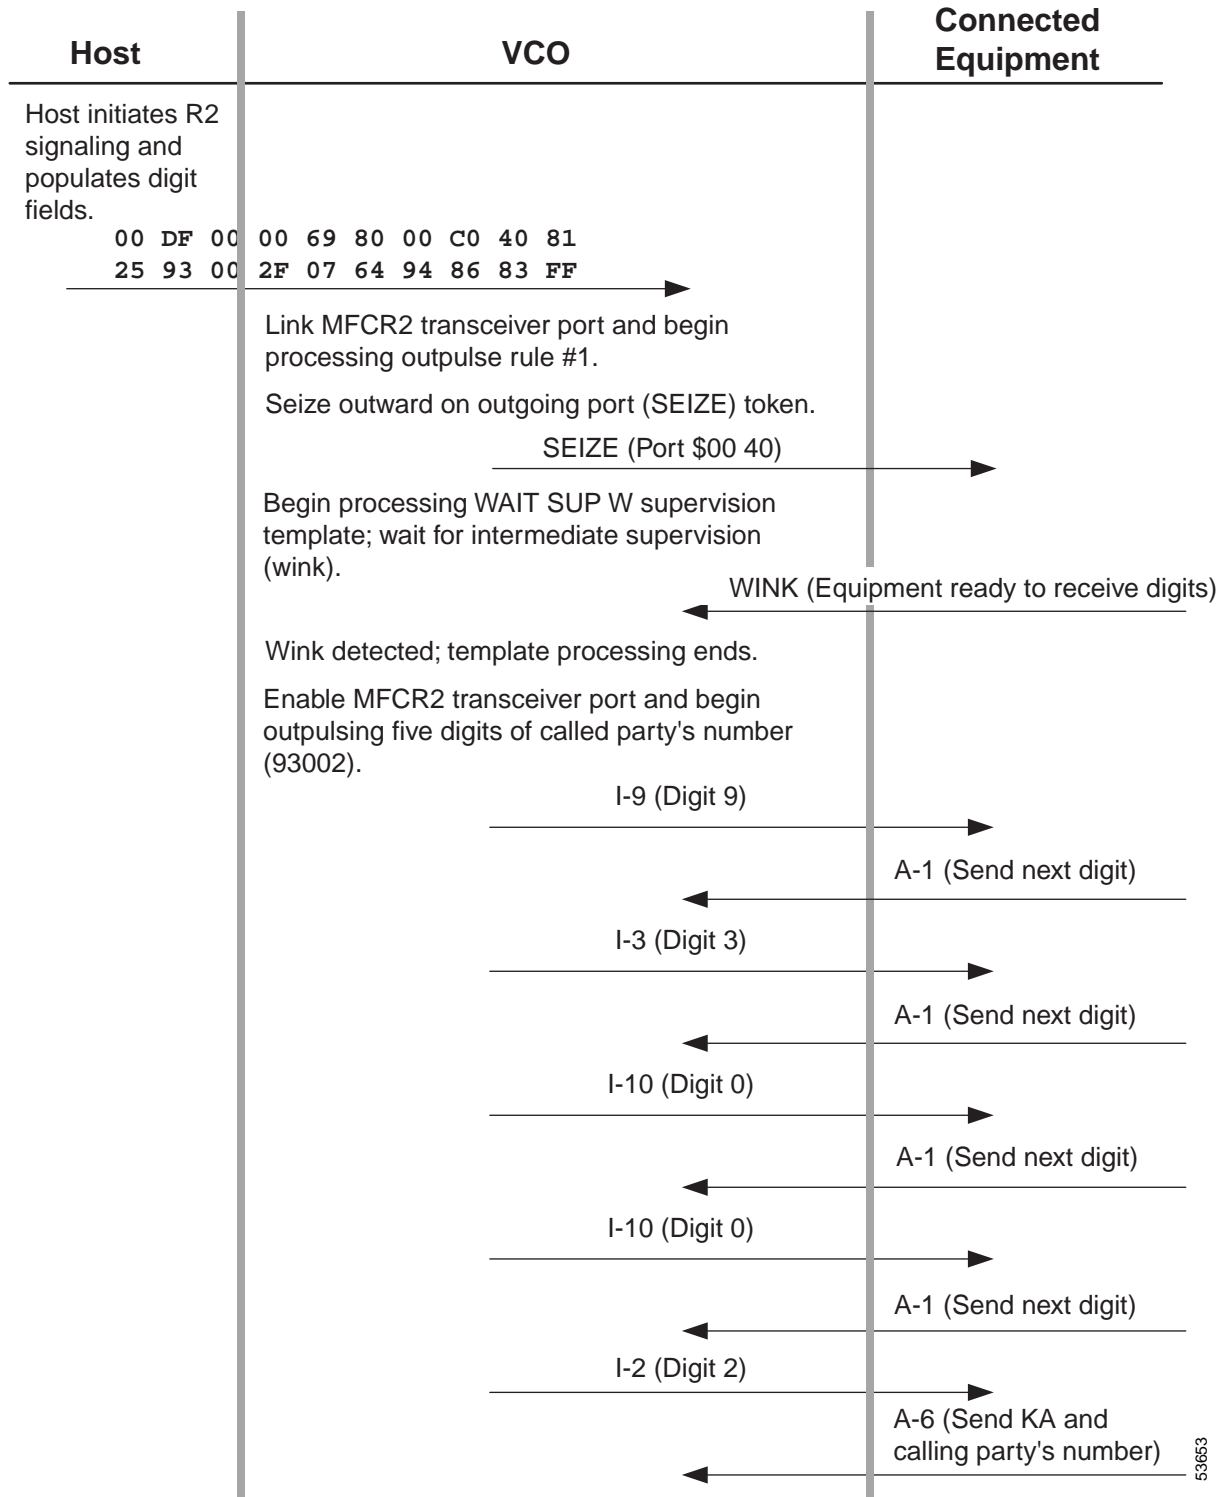 Host
VCO
Connected
Equipment
Host initiates R2
signaling and
populates digit
fields.
00 DF 00 00 69 80 00 C0 40 81
25 93 00 2F 07 64 94 86 83 FF
Link MFCR2 transceiver port and begin
processing outpulse rule #1.
Seize outward on outgoing port (SEIZE) token.
SEIZE (Port $00 40)
Begin processing WAIT SUP W supervision
template; wait for intermediate supervision
(wink).
WINK (Equipment ready to receive digits)
Wink detected; template processing ends.
Enable MFCR2 transceiver port and begin
outpulsing five digits of called party's number
(93002).
I-9 (Digit 9)
A-1 (Send next digit)
I-3 (Digit 3)
A-1 (Send next digit)
I-10 (Digit 0)
A-1 (Send next digit)
I-10 (Digit 0)
A-1 (Send next digit)
I-2 (Digit 2)
A-6 (Send KA and
calling party's number)
53653